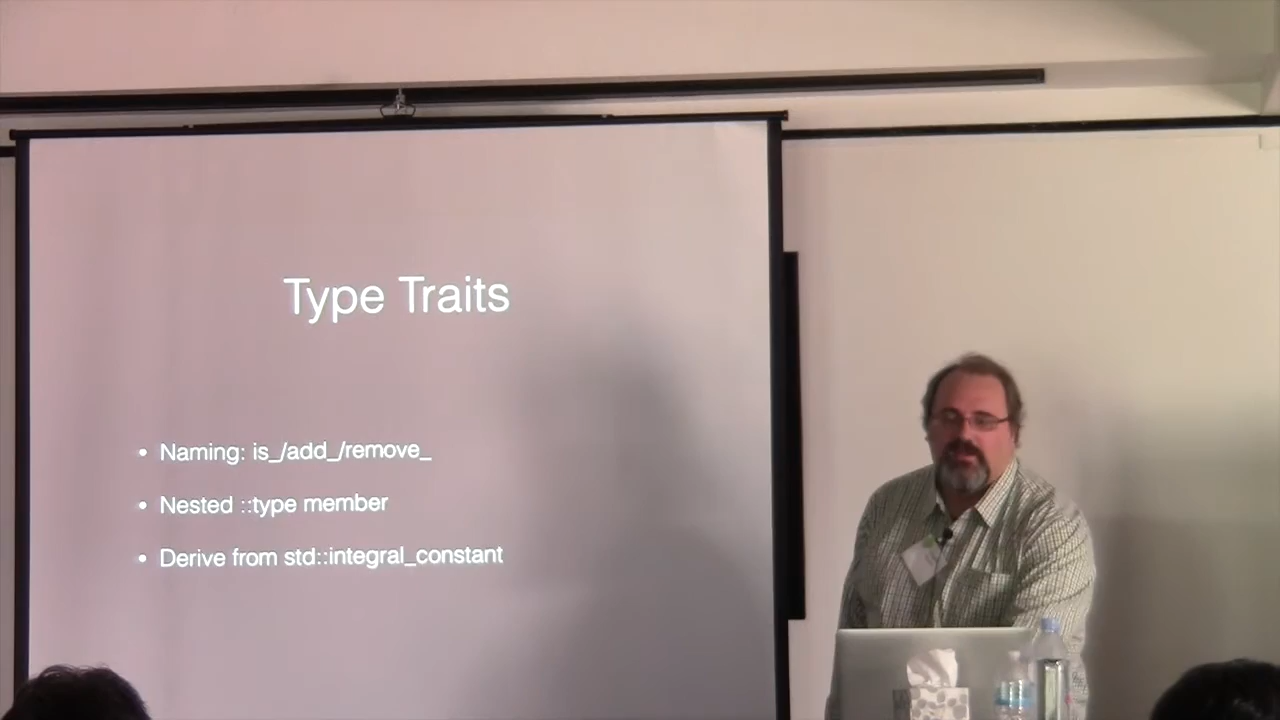 Type Traits
• Naming: is_/add_/remove_
• Nested ::type member
• Derive from std::integral_constant